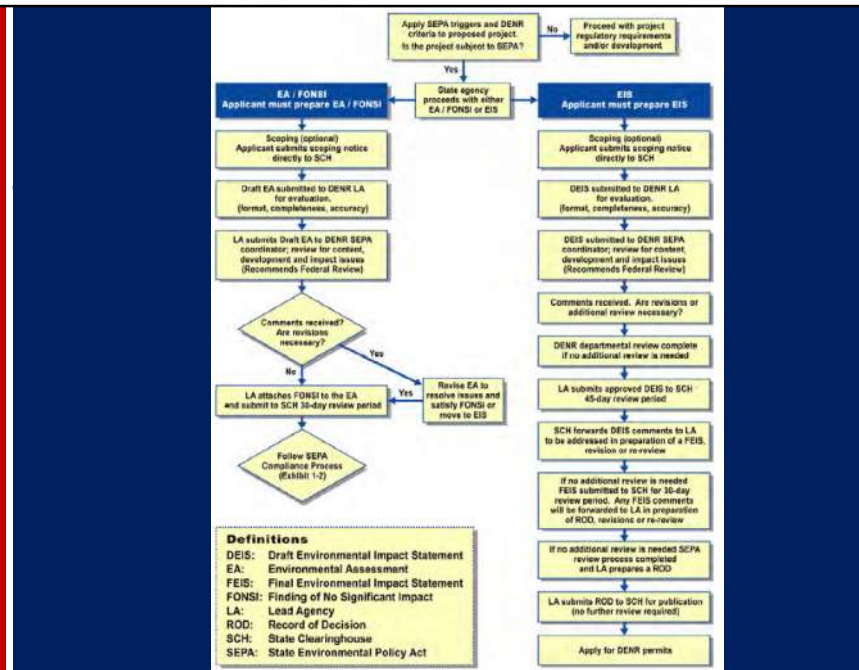 Apply SEPA triggers and DENR
criteria to proposed project.
Is the project subject to SEPA?
No
Proceed with project
regulatory requirements
and/or development
Yes
EA / FONSI
Applicant must prepare EA / FONSI
State agency
proceeds with either
EA / FONSI or EIS
EIS
Applicant must prepare EIS
Scoping (optional)
Applicant submits scoping notice
directly to SCH
Draft EA submitted to DENR LA
for evaluation.
(format, completeness, accuracy)
LA submits Draft EA to DENR SEPA
coordinator; review for content,
development and impact issues
(Recommends Federal Review)
Comments received?
Are revisions
necessary?
Yes
No
Revise EA to
resolve issues and
satisfy FONSI or
move to EIS
Yes
LA attaches FONSI to the EA
and submit to SCH 30-day review period
Follow SEPA
Compliance Process
(Exhibit 1-2)
Scoping (optional)
Applicant submits scoping notice
directly to SCH
DEIS submitted to DENR LA
for evaluation.
(format, completeness, accuracy)
DEIS submitted to DENR SEPA
coordinator; review for content,
development and impact issues
(Recommends Federal Review)
Comments received. Are revisions or
additional review necessary?
DENR departmental review complete
if no additional review is needed
LA submits approved DEIS to SCH
45-day review period
SCH forwards DEIS comments to LA
to be addressed in preparation of a FEIS,
revision or re-review
If no additional review is needed
FEIS submitted to SCH for 30-day
review period. Any FEIS comments
will be forwarded to LA in preparation
of ROD, revisions or re-review
If no additional review is needed SEPA
review process completed
and LA prepares a ROD
LA submits ROD to SCH for publication
(no further review required)
Apply for DENR permits
Definitions
DEIS: Draft Environmental Impact Statement
EA: Environmental Assessment
FEIS: Final Environmental Impact Statement
FONSI: Finding of No Significant Impact
LA: Lead Agency
ROD: Record of Decision
SCH: State Clearinghouse
SEPA: State Environmental Policy Act